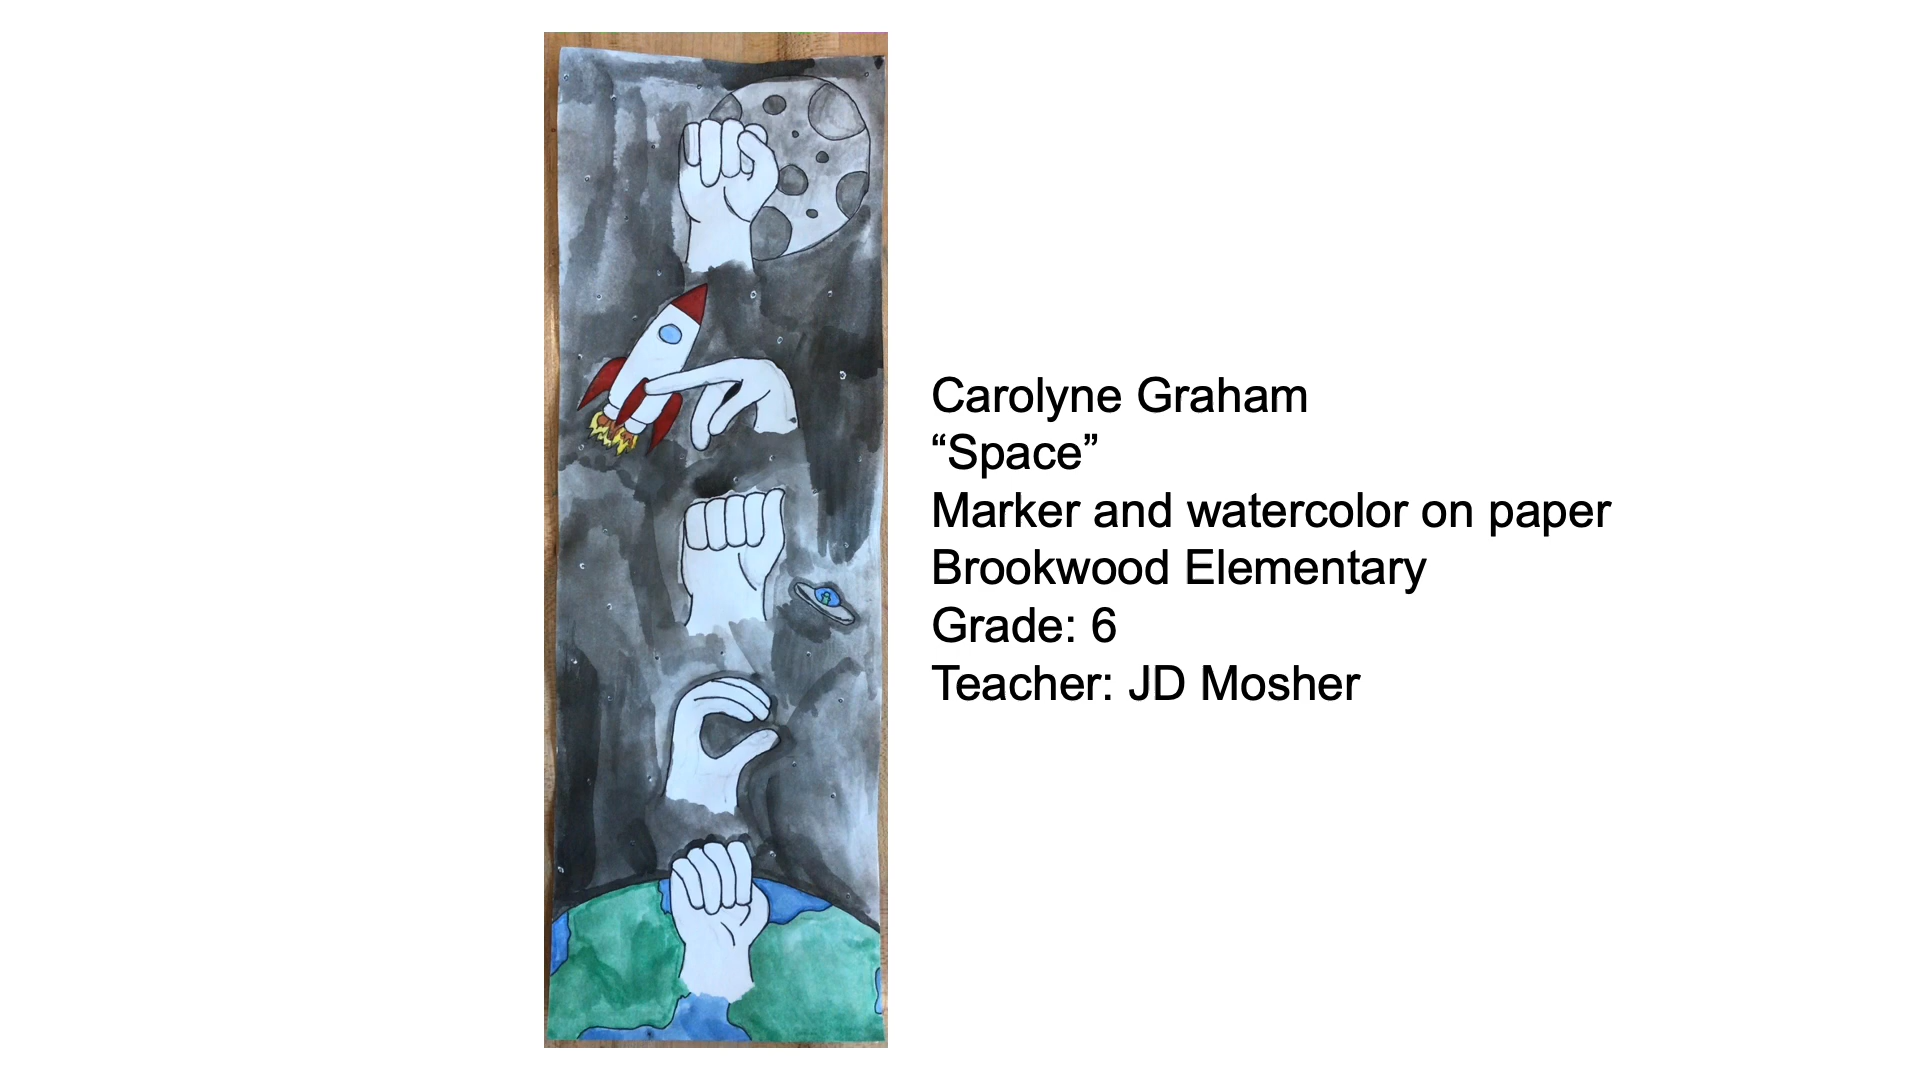 Carolyne Graham
“Space”
Marker and watercolor on paper
Brookwood Elementary
Grade: 6
Teacher: JD Mosher